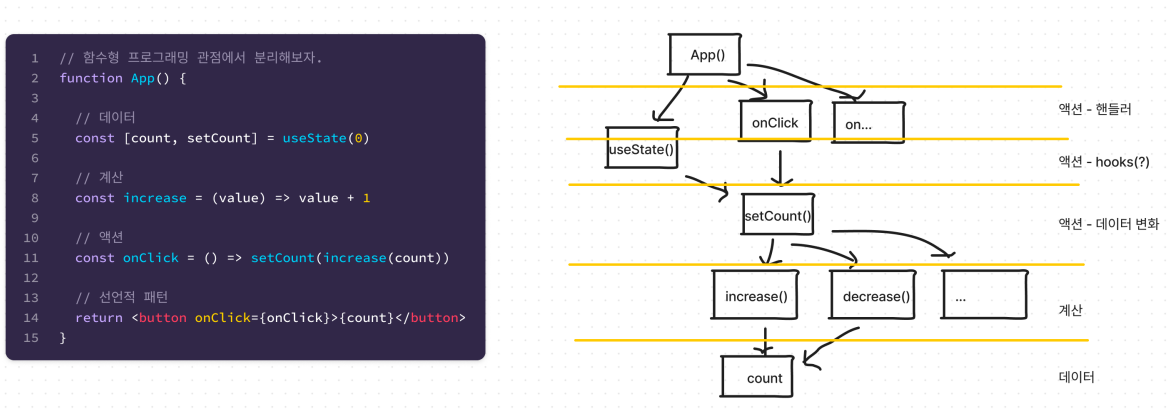 1 // 함수형 프로그래밍 관점에서 분리해보자.
2 function App() {
3
4 // 데이터
5 const [count, setCount] = useState(0)
6
7 // 계산
8 const increase = (value) => value + 1
9
10 // 액션
11 const onClick = () => setCount(increase(count))
12
13 // 선언적 패턴
14 return <button onClick={onClick}>{count}</button>
15 }
App()
onClick
on...
액션 - 핸들러
useState()
액션 - hooks(?)
setCount()
액션 - 데이터 변화
increase()
decrease()
...
계산
count
데이터